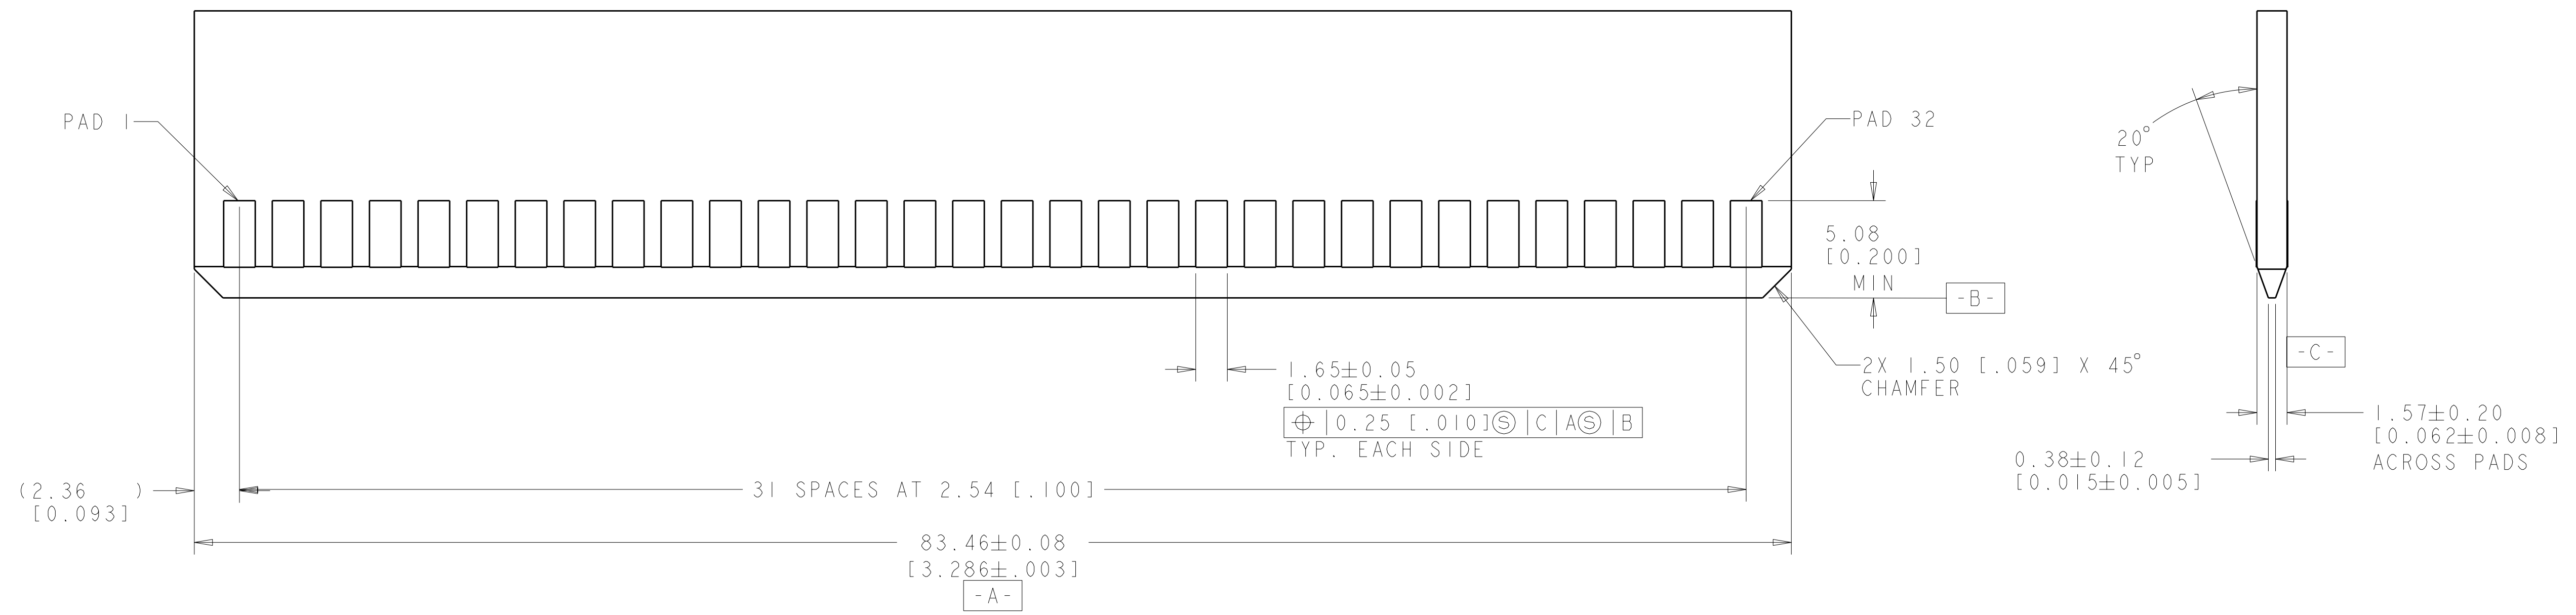 PAD 1
PAD 32
20°
TYP
5.08
[0.200]
MIN
-B-
-C-
2X 1.50 [.059] X 45°
CHAMFER
1.65±0.05
[0.065±0.002]
⌖ 0.25 [.010]Ⓢ C AⓈ B
TYP. EACH SIDE
1.57±0.20
[0.062±0.008]
ACROSS PADS
0.38±0.12
[0.015±0.005]
(2.36 )
[0.093]
31 SPACES AT 2.54 [.100]
83.46±0.08
[3.286±.003]
-A-